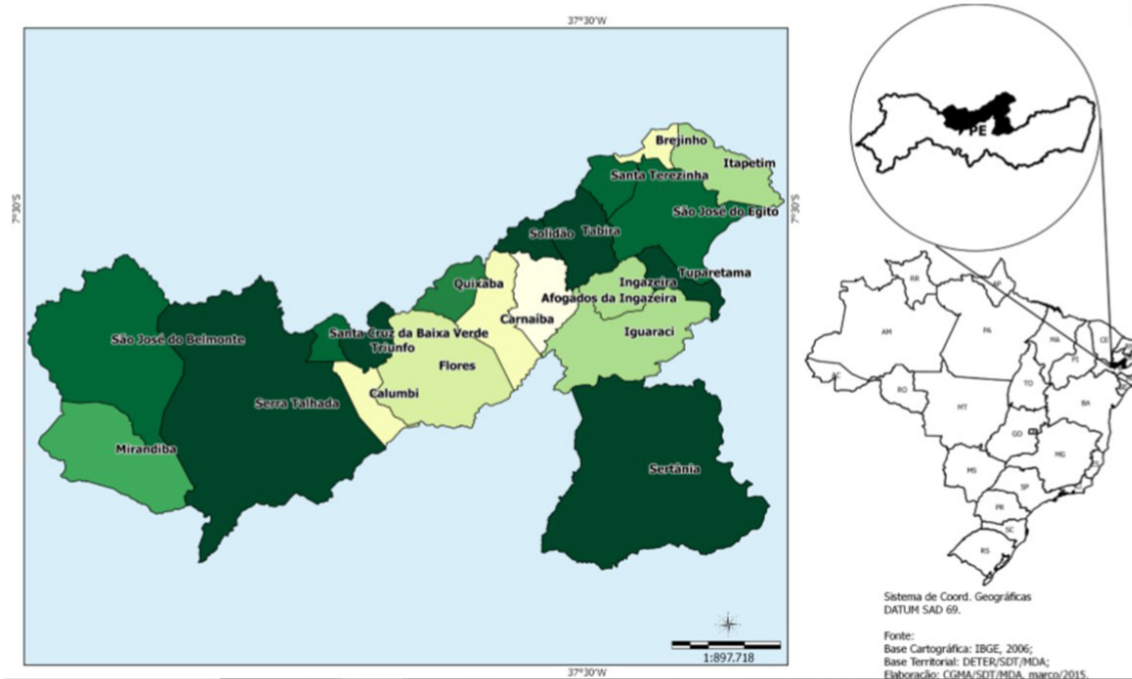 37°30'W
7°30'S
7°30'S
Brejinho
Itapetim
Santa Terezinha
São José do Egito
Solidão
Tabira
Tuparetama
Quixaba
Ingazeira
Afogados da Ingazeira
Carnaíba
Iguaraci
São José do Belmonte
Santa Cruz da Baixa Verde
Triunfo
Flores
Calumbi
Serra Talhada
Mirandiba
Sertânia
1:897.718
37°30'W
PE
RR
AP
AM
PA
MA
CE
PI
AC
RO
TO
BA
MT
GO
MG
MS
SP
PR
SC
RS
Sistema de Coord. Geográficas
DATUM SAD 69.
Fonte:
Base Cartográfica: IBGE, 2006;
Base Territorial: DETER/SDT/MDA;
Elaboração: CGMA/SDT/MDA, março/2015.